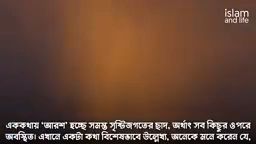 islam
and life
এককথায় 'আরশ' হচ্ছে সমস্ত সৃষ্টিজগতের ছাদ, অর্থাৎ সব কিছুর ওপরে
অবস্থিত। এখানে একটা কথা বিশেষভাবে উল্লেখ্য, অনেকে মনে করেন যে,